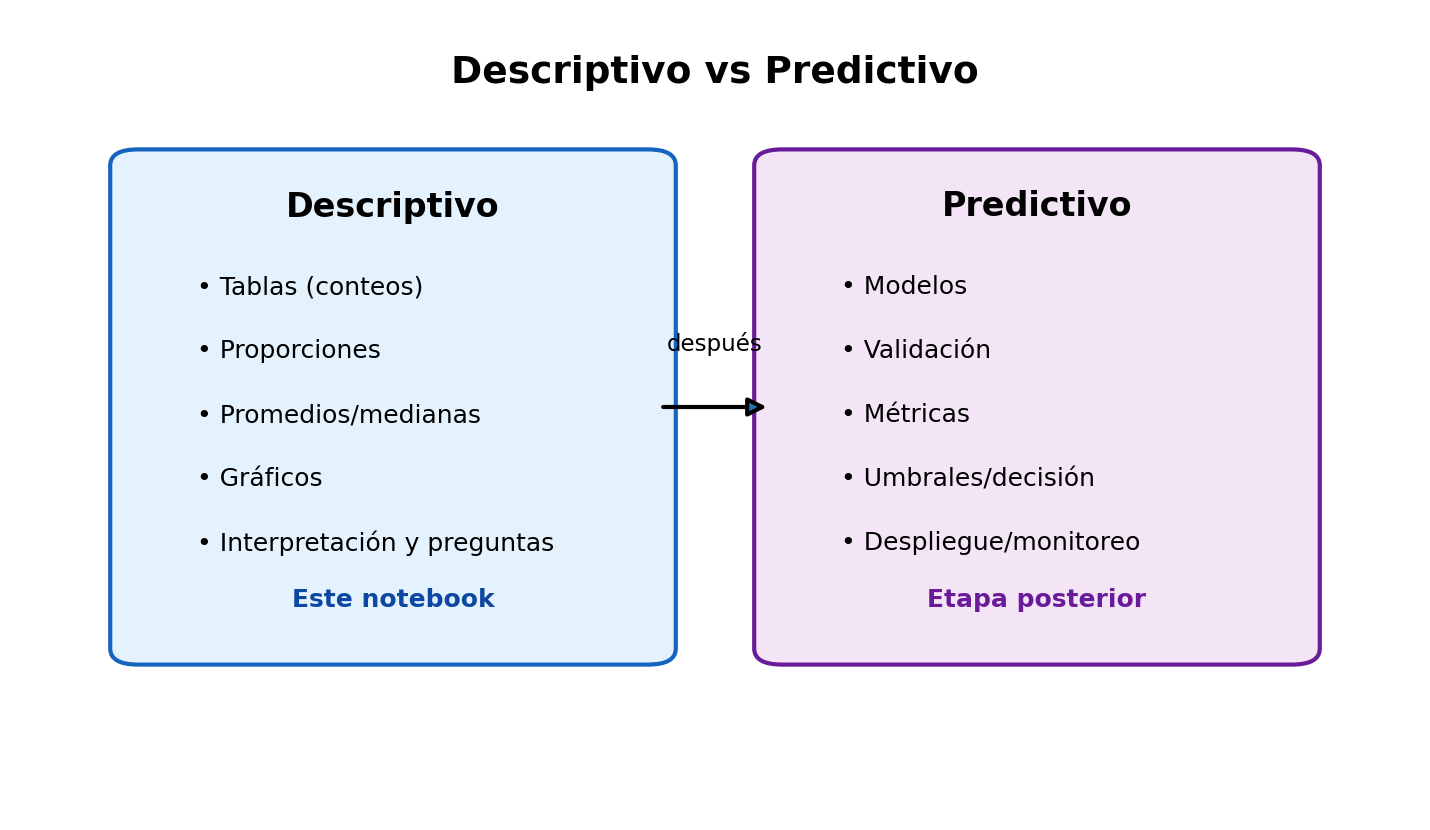 Descriptivo vs Predictivo
Descriptivo
• Tablas (conteos)
• Proporciones
• Promedios/medianas
• Gráficos
• Interpretación y preguntas
Este notebook
después
Predictivo
• Modelos
• Validación
• Métricas
• Umbrales/decisión
• Despliegue/monitoreo
Etapa posterior